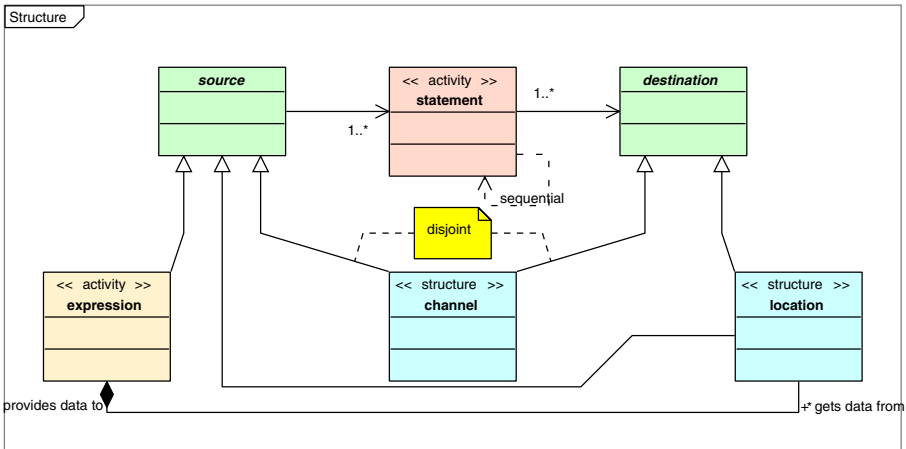 Structure
source
<< activity >>
statement
destination
1..*
1..*
sequential
disjoint
<< activity >>
expression
<< structure >>
channel
<< structure >>
location
provides data to
+* gets data from